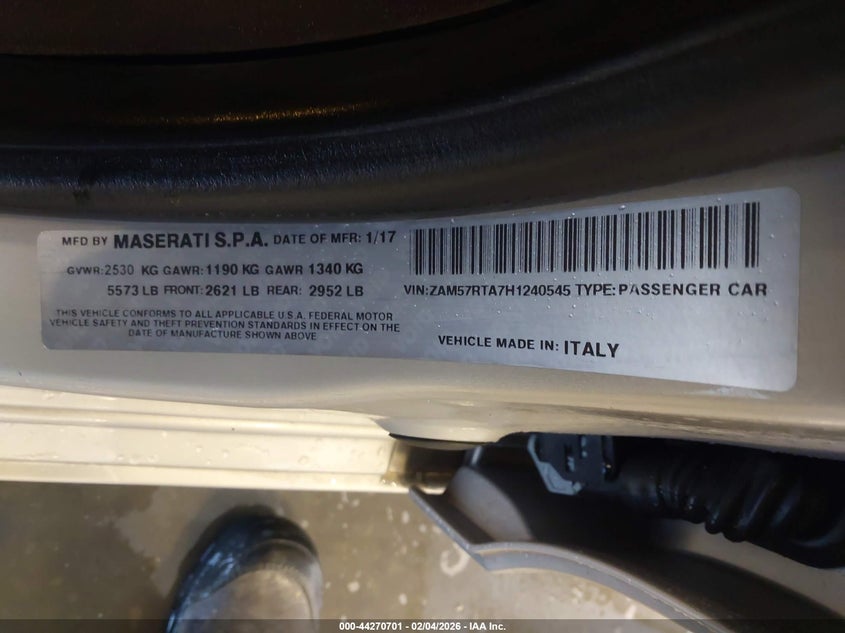 MFD BY MASERATI S.P.A. DATE OF MFR: 1/17
GVWR:2530 KG GAWR:1190 KG GAWR 1340 KG
5573 LB FRONT:2621 LB REAR: 2952 LB
THIS VEHICLE CONFORMS TO ALL APPLICABLE U.S.A. FEDERAL MOTOR
VEHICLE SAFETY AND THEFT PREVENTION STANDARDS IN EFFECT ON THE
DATE OF MANUFACTURE SHOWN ABOVE
VIN:ZAM57RTA7H1240545 TYPE:PASSENGER CAR
VEHICLE MADE IN: ITALY
000-44270701 - 02/04/2026 - IAA Inc.